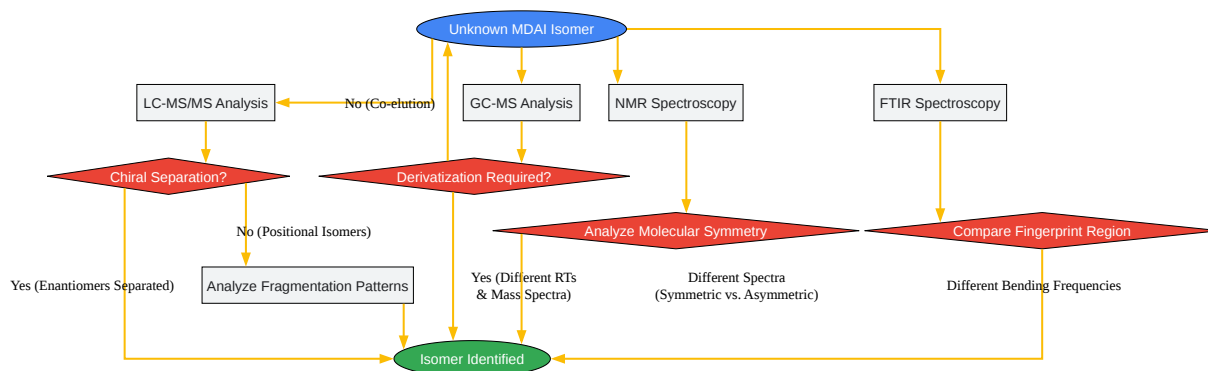 Unknown MDAI Isomer
LC-MS/MS Analysis
No (Co-elution)
GC-MS Analysis
NMR Spectroscopy
FTIR Spectroscopy
Chiral Separation?
Derivatization Required?
No (Positional Isomers)
Analyze Molecular Symmetry
Compare Fingerprint Region
Yes (Enantiomers Separated)
Analyze Fragmentation Patterns
Yes (Different RTs
& Mass Spectra)
Different Spectra
(Symmetric vs. Asymmetric)
Different Bending Frequencies
Isomer Identified